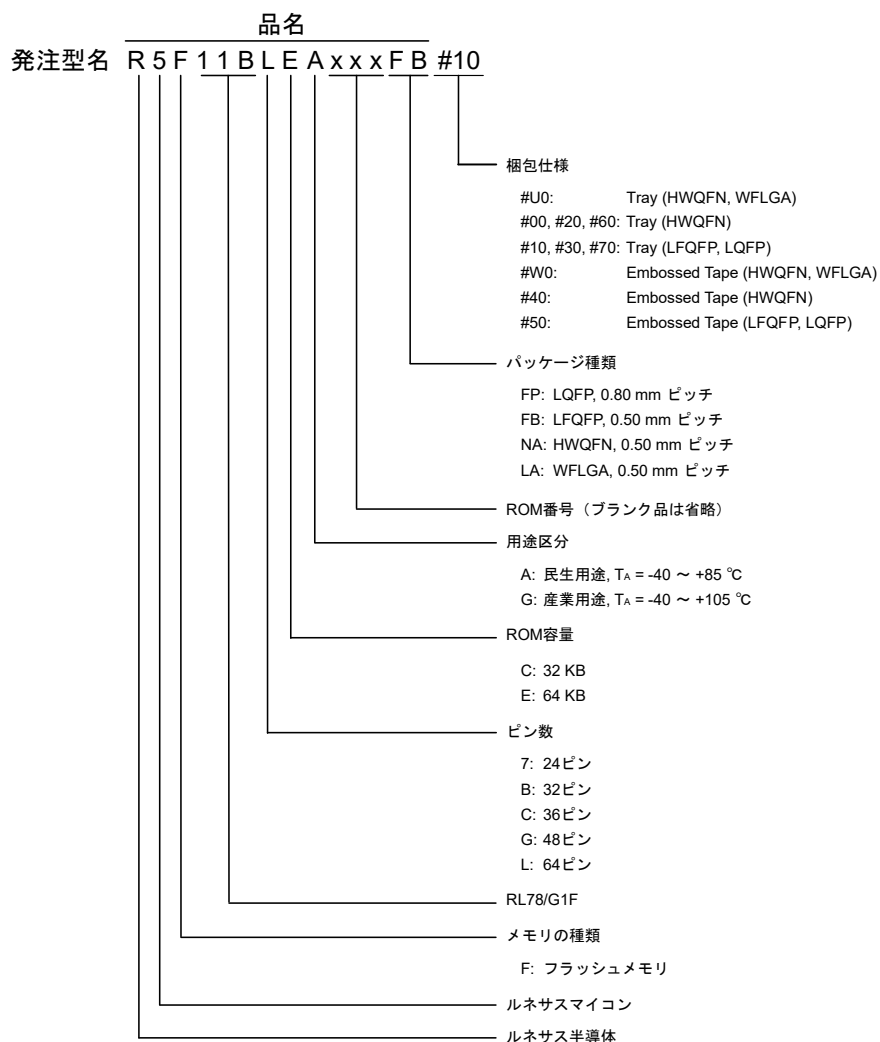 品名
発注型名 R 5 F 1 1 B L E A x x x F B #10
梱包仕様
#U0: Tray (HWQFN, WFLGA)
#00, #20, #60: Tray (HWQFN)
#10, #30, #70: Tray (LFQFP, LQFP)
#W0: Embossed Tape (HWQFN, WFLGA)
#40: Embossed Tape (HWQFN)
#50: Embossed Tape (LFQFP, LQFP)
パッケージ種類
FP: LQFP, 0.80 mm ピッチ
FB: LFQFP, 0.50 mm ピッチ
NA: HWQFN, 0.50 mm ピッチ
LA: WFLGA, 0.50 mm ピッチ
ROM番号（ブランク品は省略）
用途区分
A: 民生用途, TA = -40 ～ +85 ℃
G: 産業用途, TA = -40 ～ +105 ℃
ROM容量
C: 32 KB
E: 64 KB
ピン数
7: 24ピン
B: 32ピン
C: 36ピン
G: 48ピン
L: 64ピン
RL78/G1F
メモリの種類
F: フラッシュメモリ
ルネサスマイコン
ルネサス半導体